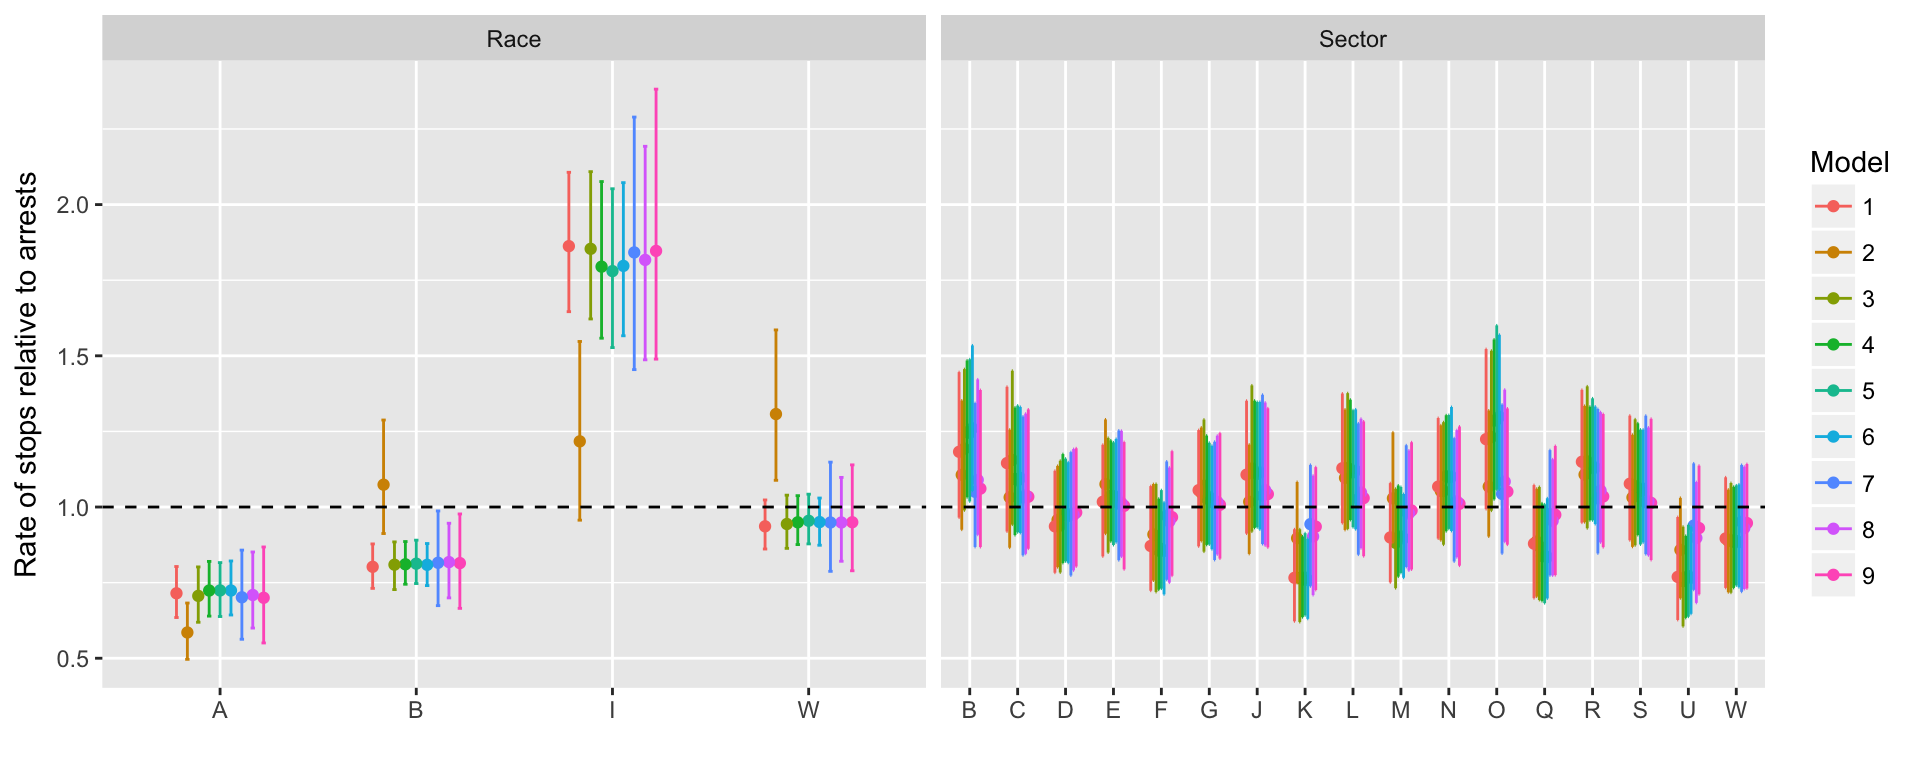 Race
Sector
Rate of stops relative to arrests
2.0
1.5
1.0
0.5
A B I W
B C D E F G J K L M N O Q R S U W
Model
1
2
3
4
5
6
7
8
9